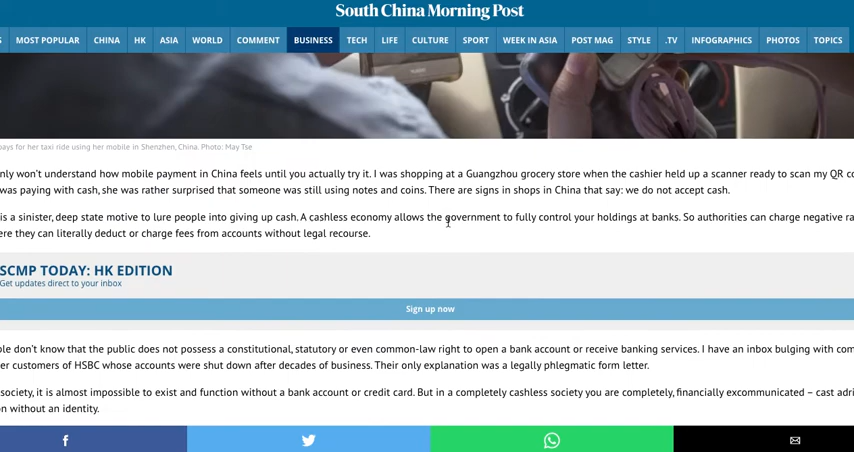 South China Morning Post
S MOST POPULAR CHINA HK ASIA WORLD COMMENT BUSINESS TECH LIFE CULTURE SPORT WEEK IN ASIA POST MAG STYLE .TV INFOGRAPHICS PHOTOS TOPICS
pays for her taxi ride using her mobile in Shenzhen, China. Photo: May Tse
nly won't understand how mobile payment in China feels until you actually try it. I was shopping at a Guangzhou grocery store when the cashier held up a scanner ready to scan my QR co
was paying with cash, she was rather surprised that someone was still using notes and coins. There are signs in shops in China that say: we do not accept cash.
is a sinister, deep state motive to lure people into giving up cash. A cashless economy allows the government to fully control your holdings at banks. So authorities can charge negative ra
ere they can literally deduct or charge fees from accounts without legal recourse.
SCMP TODAY: HK EDITION
Get updates direct to your inbox
Sign up now
ple don't know that the public does not possess a constitutional, statutory or even common-law right to open a bank account or receive banking services. I have an inbox bulging with com
er customers of HSBC whose accounts were shut down after decades of business. Their only explanation was a legally phlegmatic form letter.
society, it is almost impossible to exist and function without a bank account or credit card. But in a completely cashless society you are completely, financially excommunicated – cast adri
n without an identity.